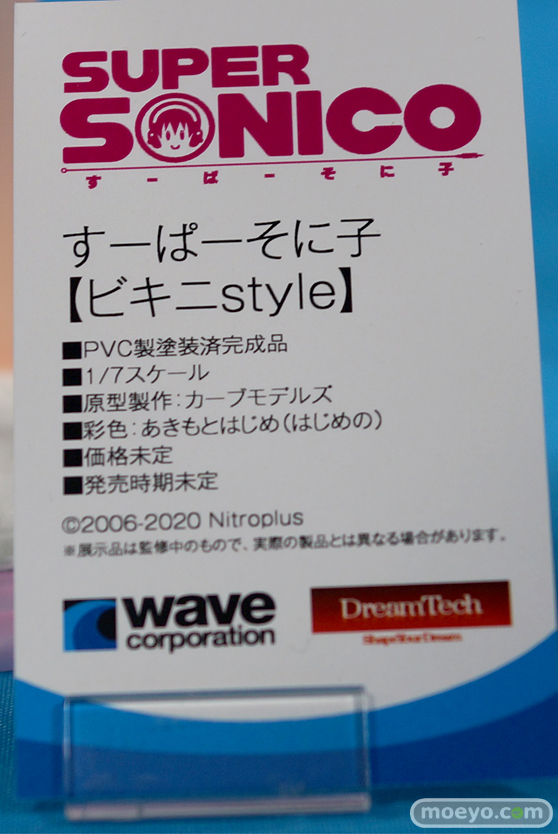 SUPER
SONICO
すーぱーそに子
すーぱーそに子
【ビキニstyle】
■PVC製塗装済完成品
■1/7スケール
■原型製作：カーブモデルズ
■彩色：あきもとはじめ（はじめの）
■価格未定
■発売時期未定
©2006-2020 Nitroplus
※展示品は監修中のもので、実際の製品とは異なる場合があります。
wave
corporation
DreamTech
Shape Your Dream
moeyo.com